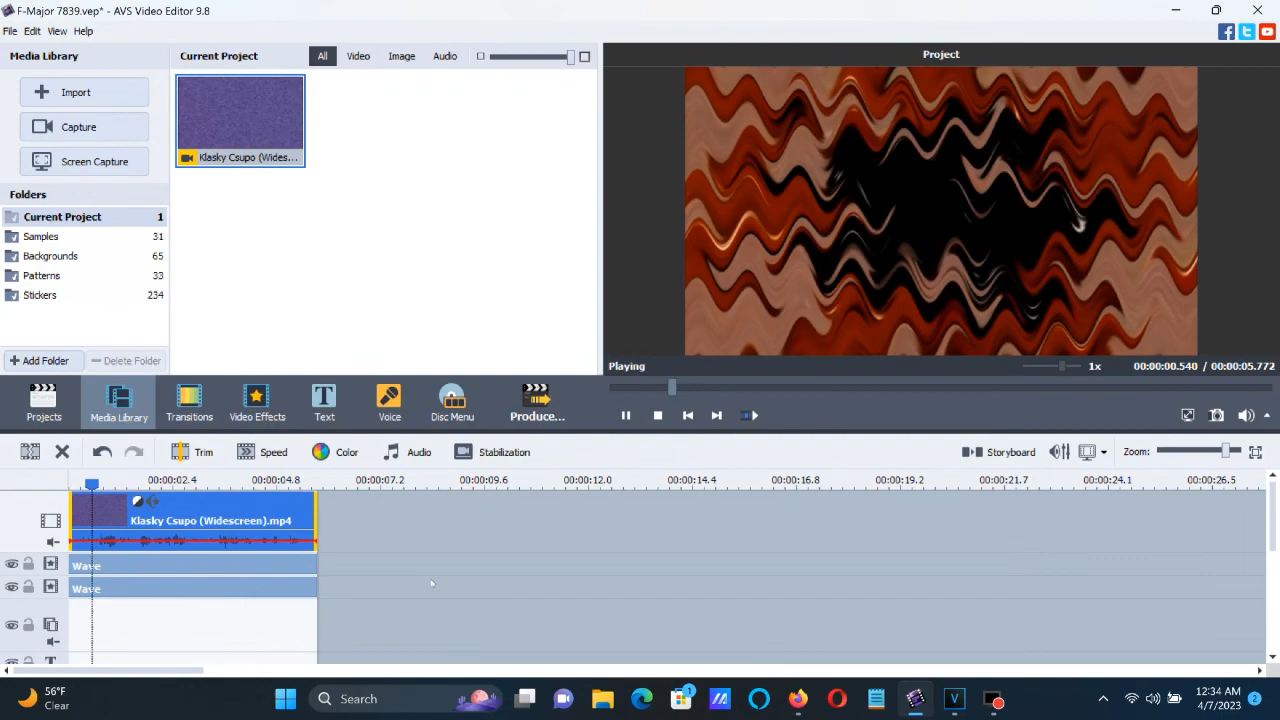 F-Major 7839.vep* - AVS Video Editor 9.8
File Edit View Help
Media Library
Import
Capture
Screen Capture
Folders
Current Project 1
Samples 31
Backgrounds 65
Patterns 33
Stickers 234
Add Folder Delete Folder
Current Project
All Video Image Audio
Klasky Csupo (Wides...
Project
Playing
1x
00:00:00.540 / 00:00:05.772
Projects
Media Library
Transitions
Video Effects
Text
Voice
Disc Menu
Produce...
Trim
Speed
Color
Audio
Stabilization
Storyboard
Zoom:
00:00:02.4 00:00:04.8 00:00:07.2 00:00:09.6 00:00:12.0 00:00:14.4 00:00:16.8 00:00:19.2 00:00:21.7 00:00:24.1 00:00:26.5
Klasky Csupo (Widescreen).mp4
Wave
Wave
56°F
Clear
Search
1
12:34 AM
4/7/2023
2